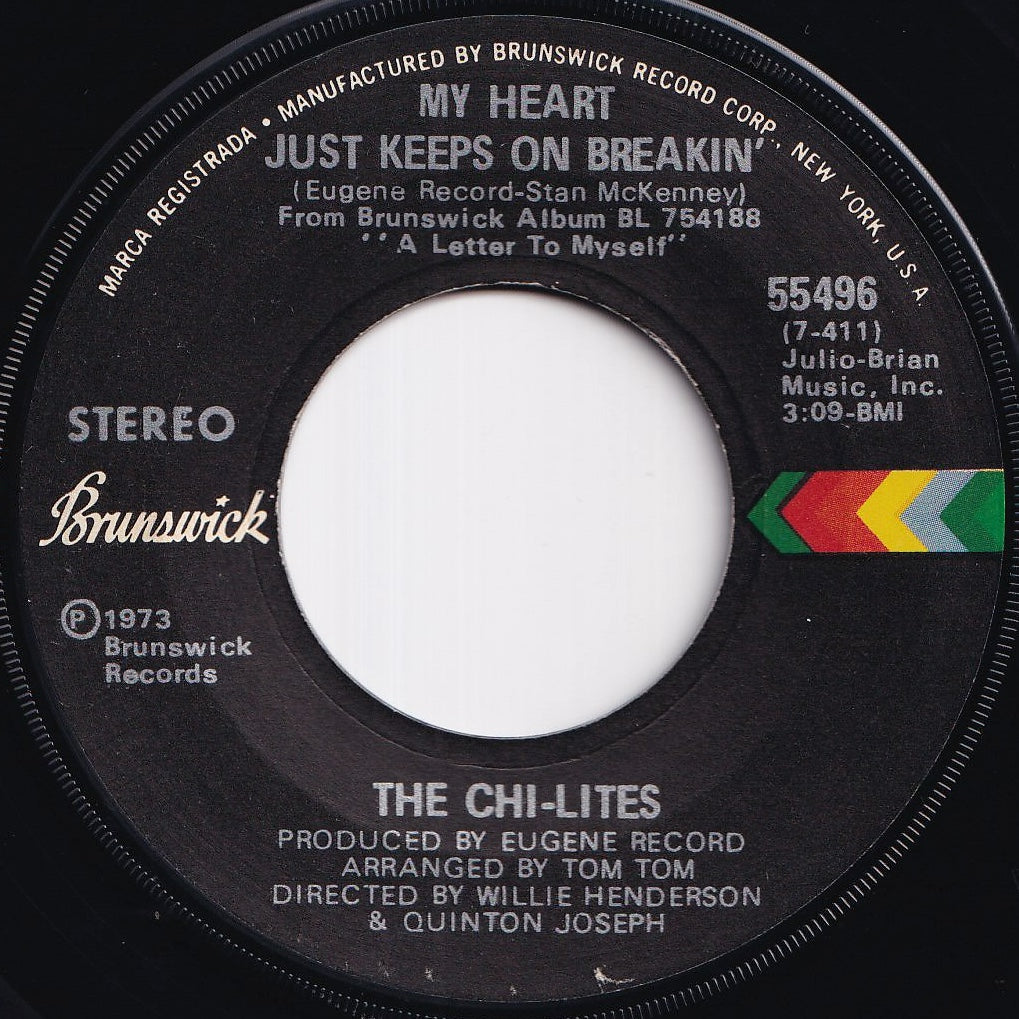 MARCA REGISTRADA • MANUFACTURED BY BRUNSWICK RECORD CORP., NEW YORK, U.S.A.
MY HEART
JUST KEEPS ON BREAKIN'
(Eugene Record-Stan McKenney)
From Brunswick Album BL 754188
''A Letter To Myself''
55496
(7-411)
Julio-Brian
Music, Inc.
3:09-BMI
STEREO
Brunswick
Ⓟ1973
Brunswick
Records
THE CHI-LITES
PRODUCED BY EUGENE RECORD
ARRANGED BY TOM TOM
DIRECTED BY WILLIE HENDERSON
& QUINTON JOSEPH